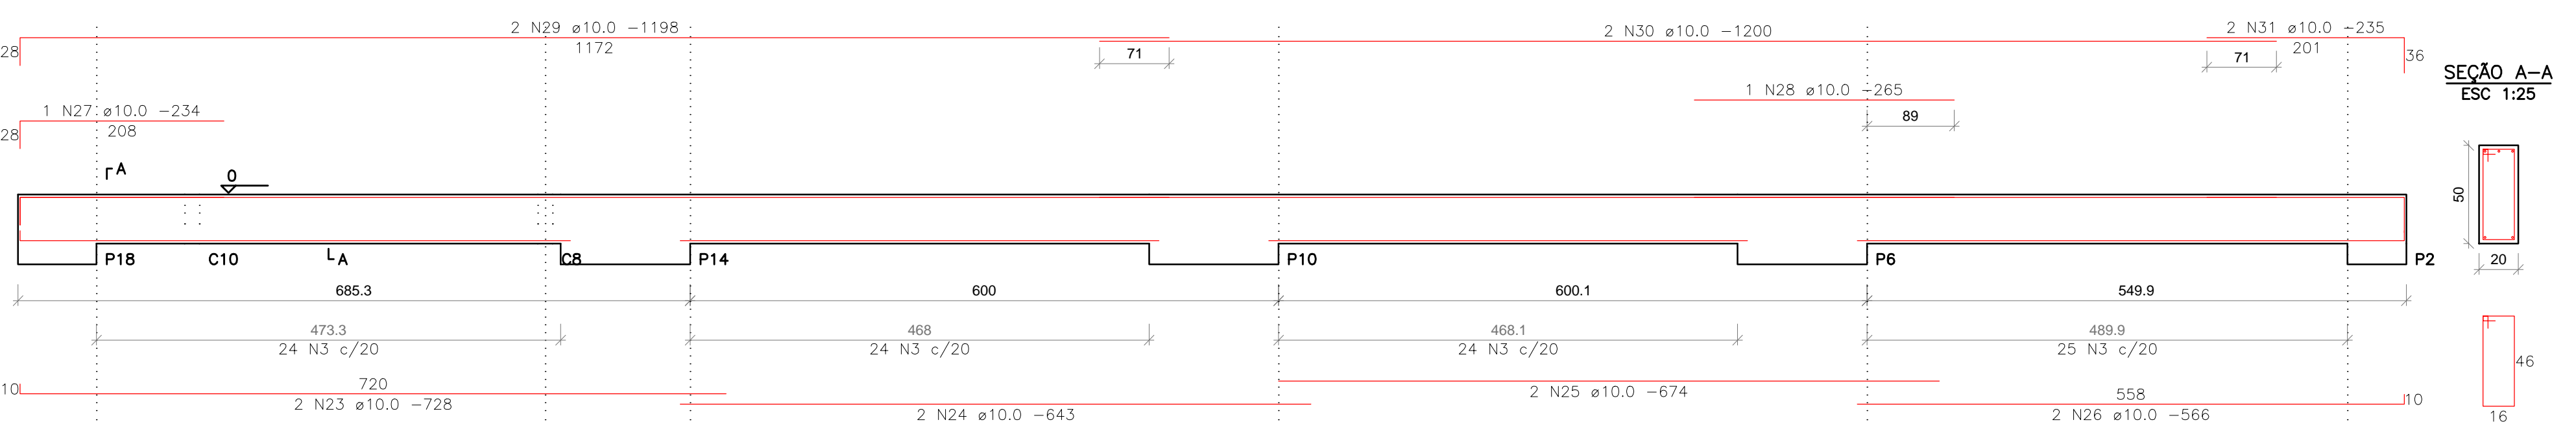 2 N29 ø10.0 -1198
1172
2 N30 ø10.0 -1200
2 N31 ø10.0 -235
201
28
71
71
36
1 N28 ø10.0 -265
89
1 N27 ø10.0 -234
208
28
SEÇÃO A-A
ESC 1:25
A
0
50
20
P18
C10
A
C8
P14
P10
P6
P2
685.3
600
600.1
549.9
473.3
24 N3 c/20
468
24 N3 c/20
468.1
24 N3 c/20
489.9
25 N3 c/20
46
16
10
720
2 N23 ø10.0 -728
2 N24 ø10.0 -643
2 N25 ø10.0 -674
558
10
2 N26 ø10.0 -566